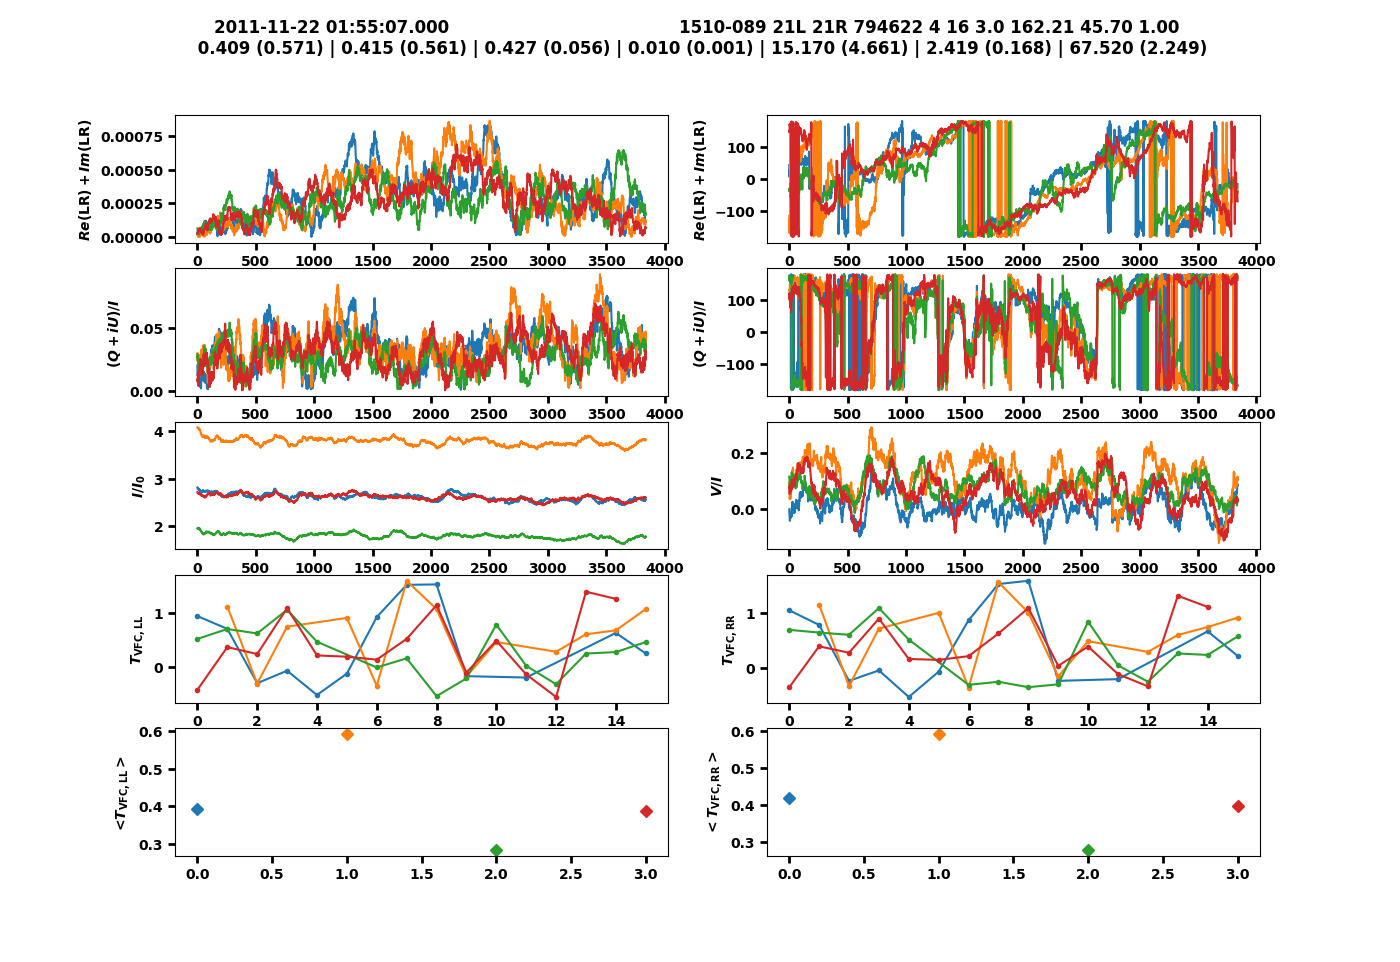 2011-11-22 01:55:07.000 1510-089 21L 21R 794622 4 16 3.0 162.21 45.70 1.00
0.409 (0.571) | 0.415 (0.561) | 0.427 (0.056) | 0.010 (0.001) | 15.170 (4.661) | 2.419 (0.168) | 67.520 (2.249)
Re(LR) + Im(LR)
0.00075
0.00050
0.00025
0.00000
0 500 1000 1500 2000 2500 3000 3500 4000
Re(LR) + Im(LR)
100
0
−100
0 500 1000 1500 2000 2500 3000 3500 4000
(Q + iU)/I
0.05
0.00
0 500 1000 1500 2000 2500 3000 3500 4000
(Q + iU)/I
100
0
−100
0 500 1000 1500 2000 2500 3000 3500 4000
I/I0
4
3
2
0 500 1000 1500 2000 2500 3000 3500 4000
V/I
0.2
0.0
0 500 1000 1500 2000 2500 3000 3500 4000
TVFC, LL
1
0
0 2 4 6 8 10 12 14
TVFC, RR
1
0
0 2 4 6 8 10 12 14
<TVFC, LL >
0.6
0.5
0.4
0.3
0.0 0.5 1.0 1.5 2.0 2.5 3.0
< TVFC, RR >
0.6
0.5
0.4
0.3
0.0 0.5 1.0 1.5 2.0 2.5 3.0